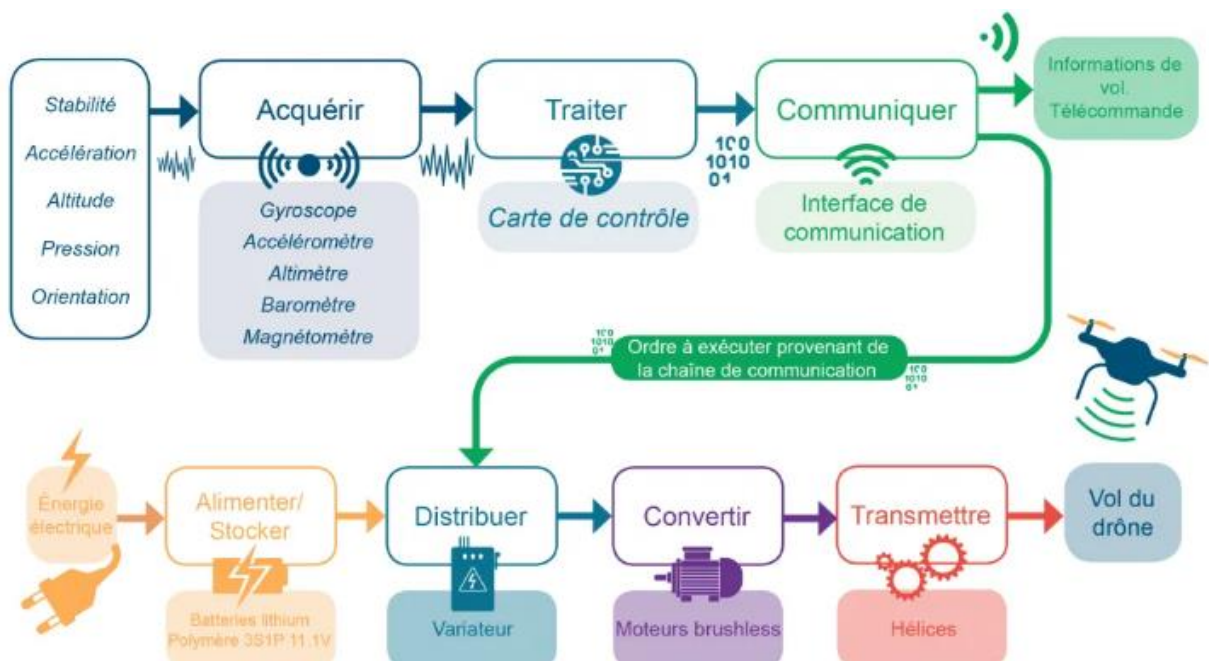 Stabilité
Accélération
Altitude
Pression
Orientation
Acquérir
Gyroscope
Accéléromètre
Altimètre
Baromètre
Magnétomètre
Traiter
Carte de contrôle
100
1010
01
Communiquer
Interface de
communication
Informations de
vol.
Télécommande
100
1010
01
Ordre à exécuter provenant de
la chaîne de communication
100
1010
01
Énergie
électrique
Alimenter/
Stocker
Batteries lithium
Polymère 3S1P 11.1V
Distribuer
Variateur
Convertir
Moteurs brushless
Transmettre
Hélices
Vol du
drône